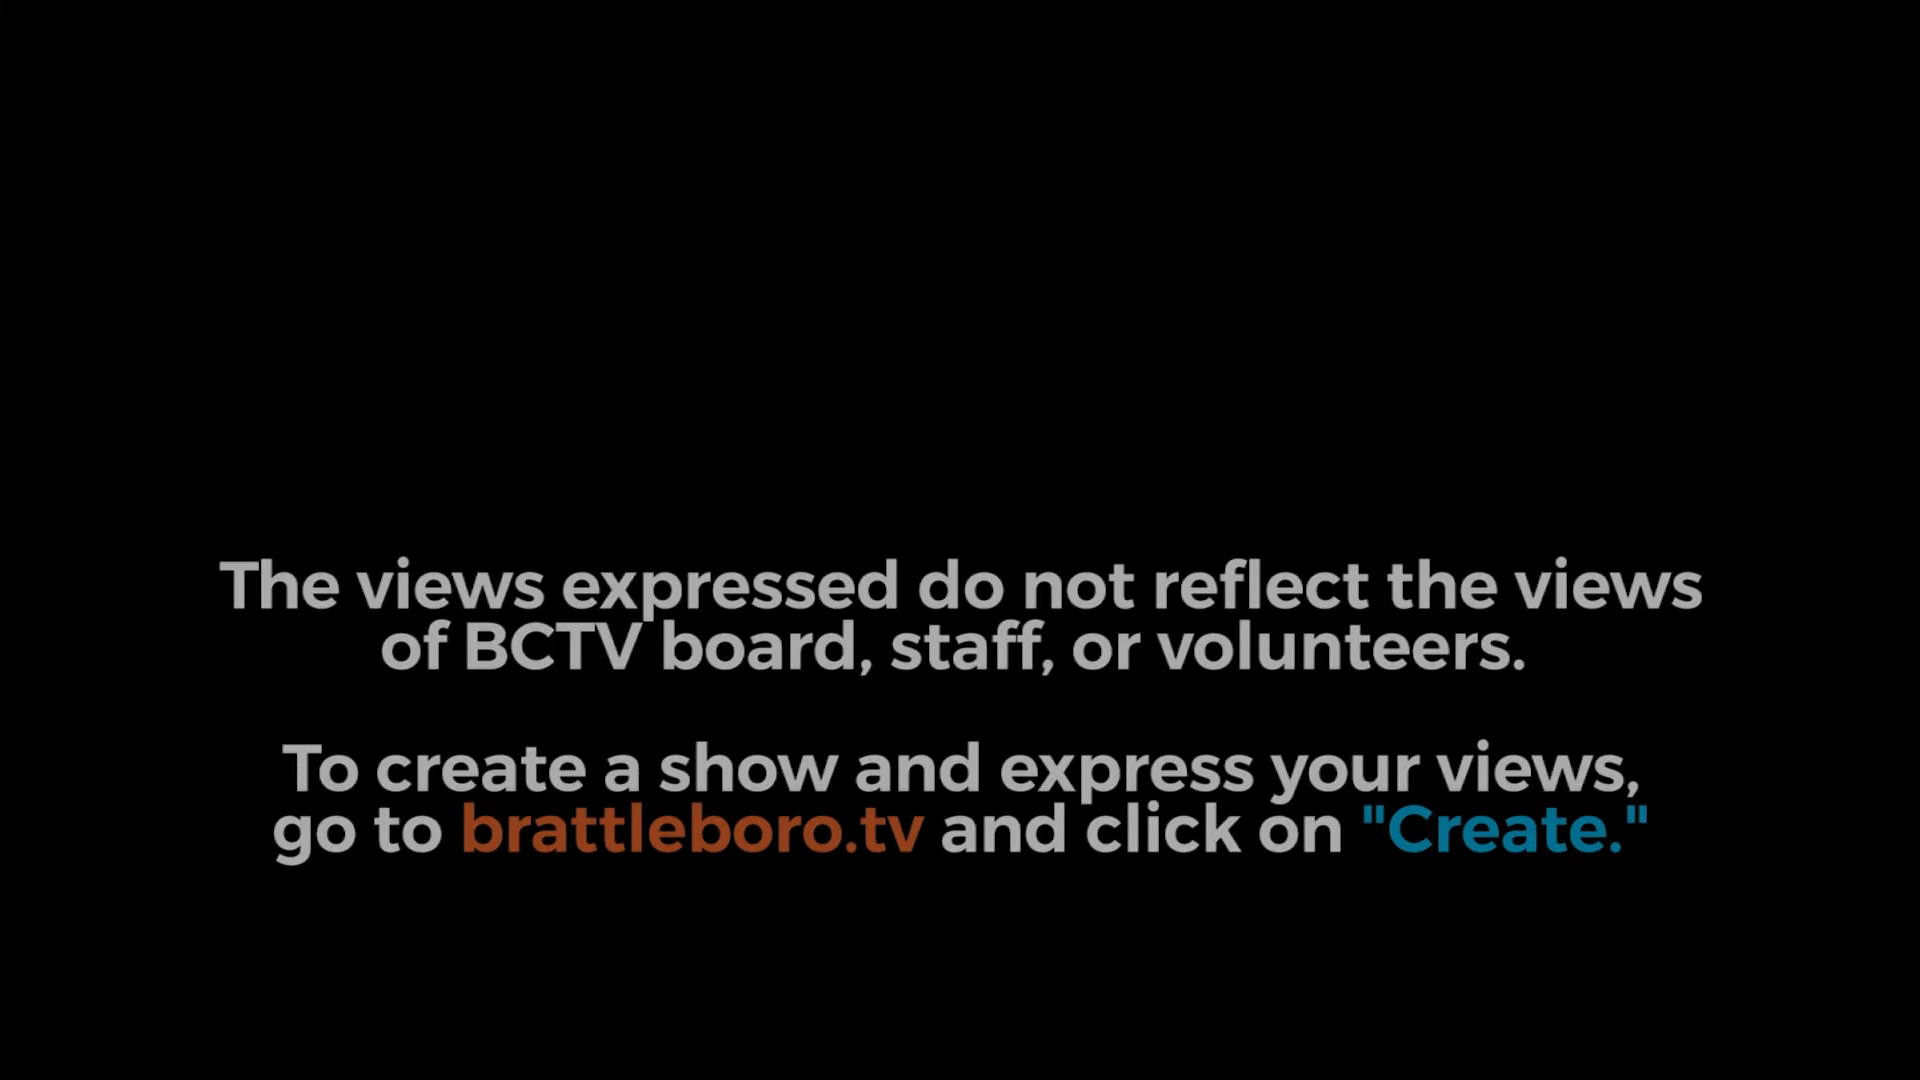 The views expressed do not reflect the views
of BCTV board, staff, or volunteers.
To create a show and express your views,
go to brattleboro.tv and click on "Create."